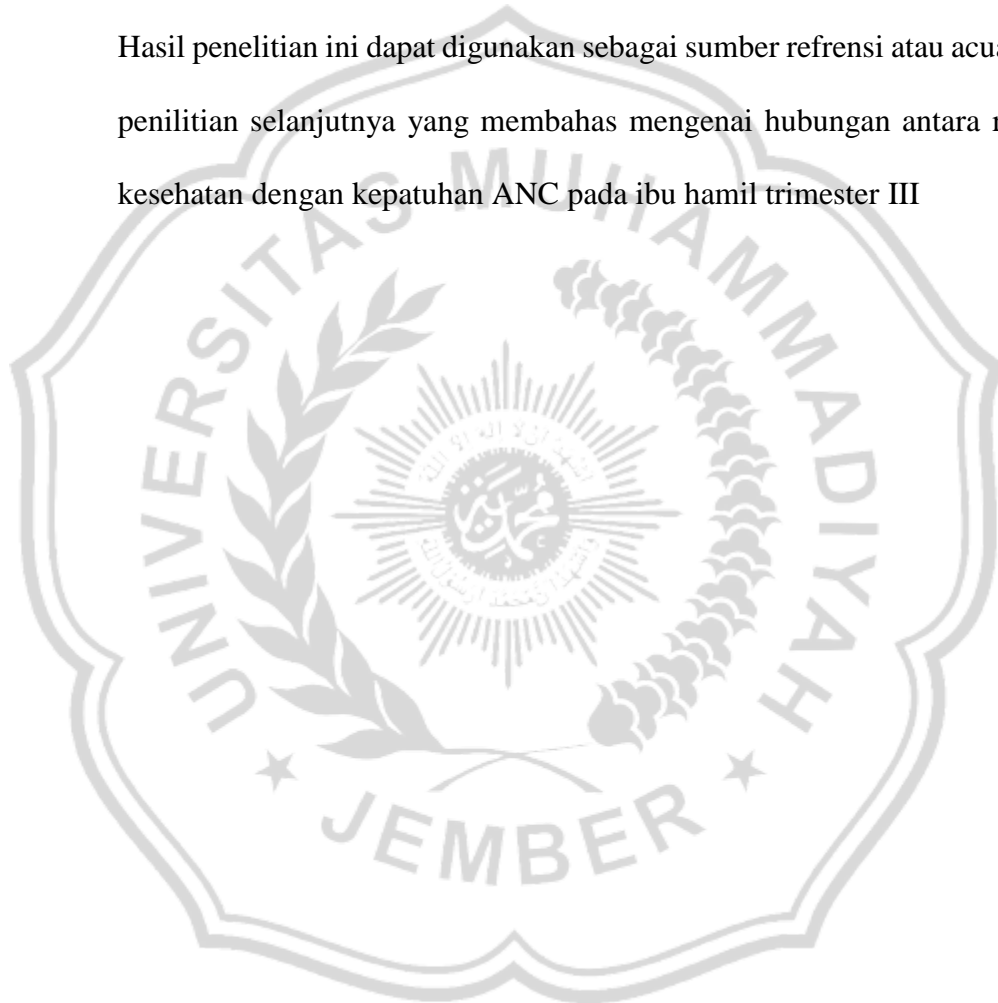 Hasil penelitian ini dapat digunakan sebagai sumber refrensi atau
penilitian selanjutnya yang membahas mengenai hubungan antara
kesehatan dengan kepatuhan ANC pada ibu hamil trimester III
UNIVERSITAS MUHAMMADIYAH
JEMBER